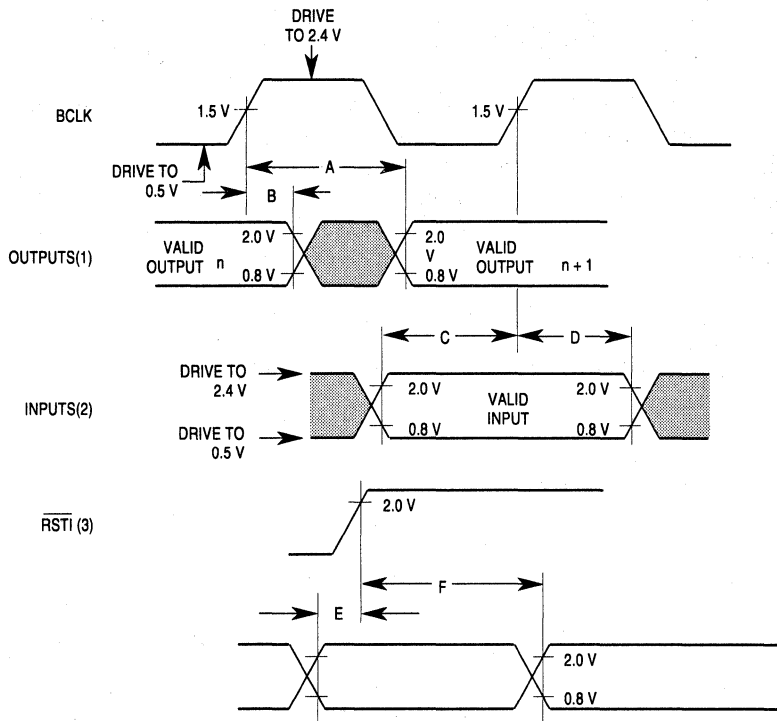 DRIVE
TO 2.4 V
BCLK
1.5 V
1.5 V
DRIVE TO
0.5 V
A
B
OUTPUTS(1)
VALID
OUTPUT n
2.0 V
0.8 V
2.0
V
0.8 V
VALID
OUTPUT n + 1
C
D
INPUTS(2)
DRIVE TO
2.4 V
DRIVE TO
0.5 V
2.0 V
0.8 V
VALID
INPUT
2.0 V
0.8 V
RSTI (3)
2.0 V
F
E
2.0 V
0.8 V